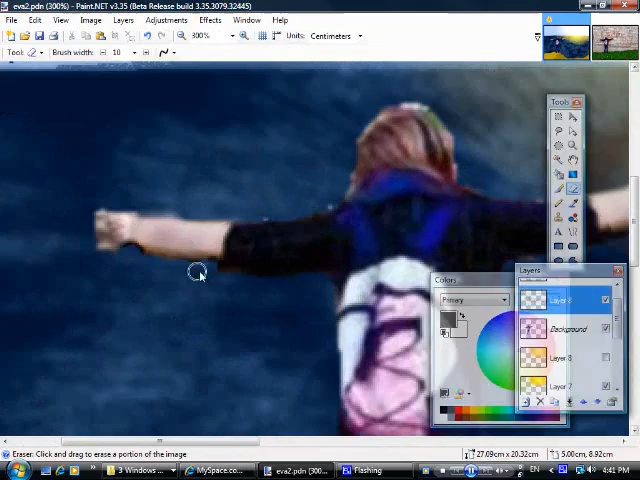 eva2.pdn (300%) - Paint.NET v3.35 (Beta Release build 3.35.3079.32445)
File Edit View Image Layers Adjustments Effects Window Help
300% Units: Centimeters
Tool: Brush width: 10
Tools
Layers
Background
Layer 8
Layer 7
Colors
Primary
Eraser: Click and drag to erase a portion of the image
27.09cm x 20.32cm
5.00cm, 8.92cm
3 Windows ...
MySpace.co...
eva2.pdn (300...
Flashing
EN
4:41 PM